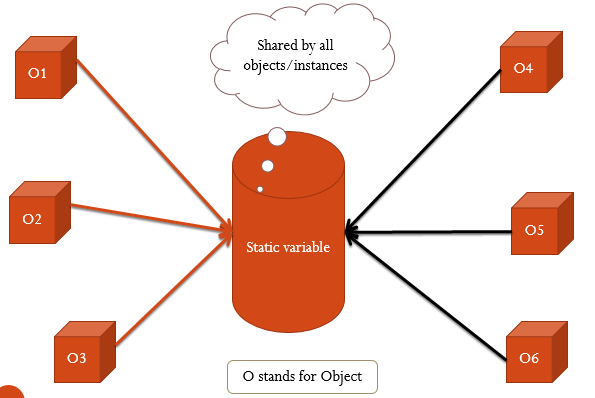 Shared by all
objects/instances
O1
O4
O2
Static variable
O5
O3
O6
O stands for Object